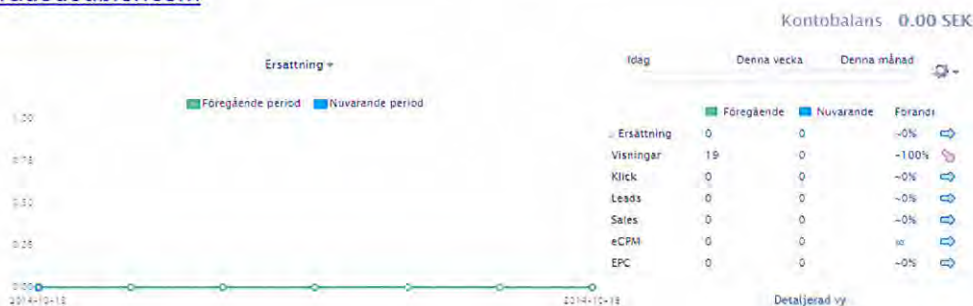 Kontobalans 0.00 SEK
Ersättning
Föregående period Nuvarande period
1.00
0.75
0.50
0.25
0.00
2014-10-18
Idag Denna vecka Denna månad
Föregående Nuvarande Förändr
Ersättning 0 0 ~0%
Visningar 19 0 -100%
Klick 0 0 ~0%
Leads 0 0 ~0%
Sales 0 0 ~0%
eCPM 0 0 ∞
EPC 0 0 ~0%
Detaljerad vy